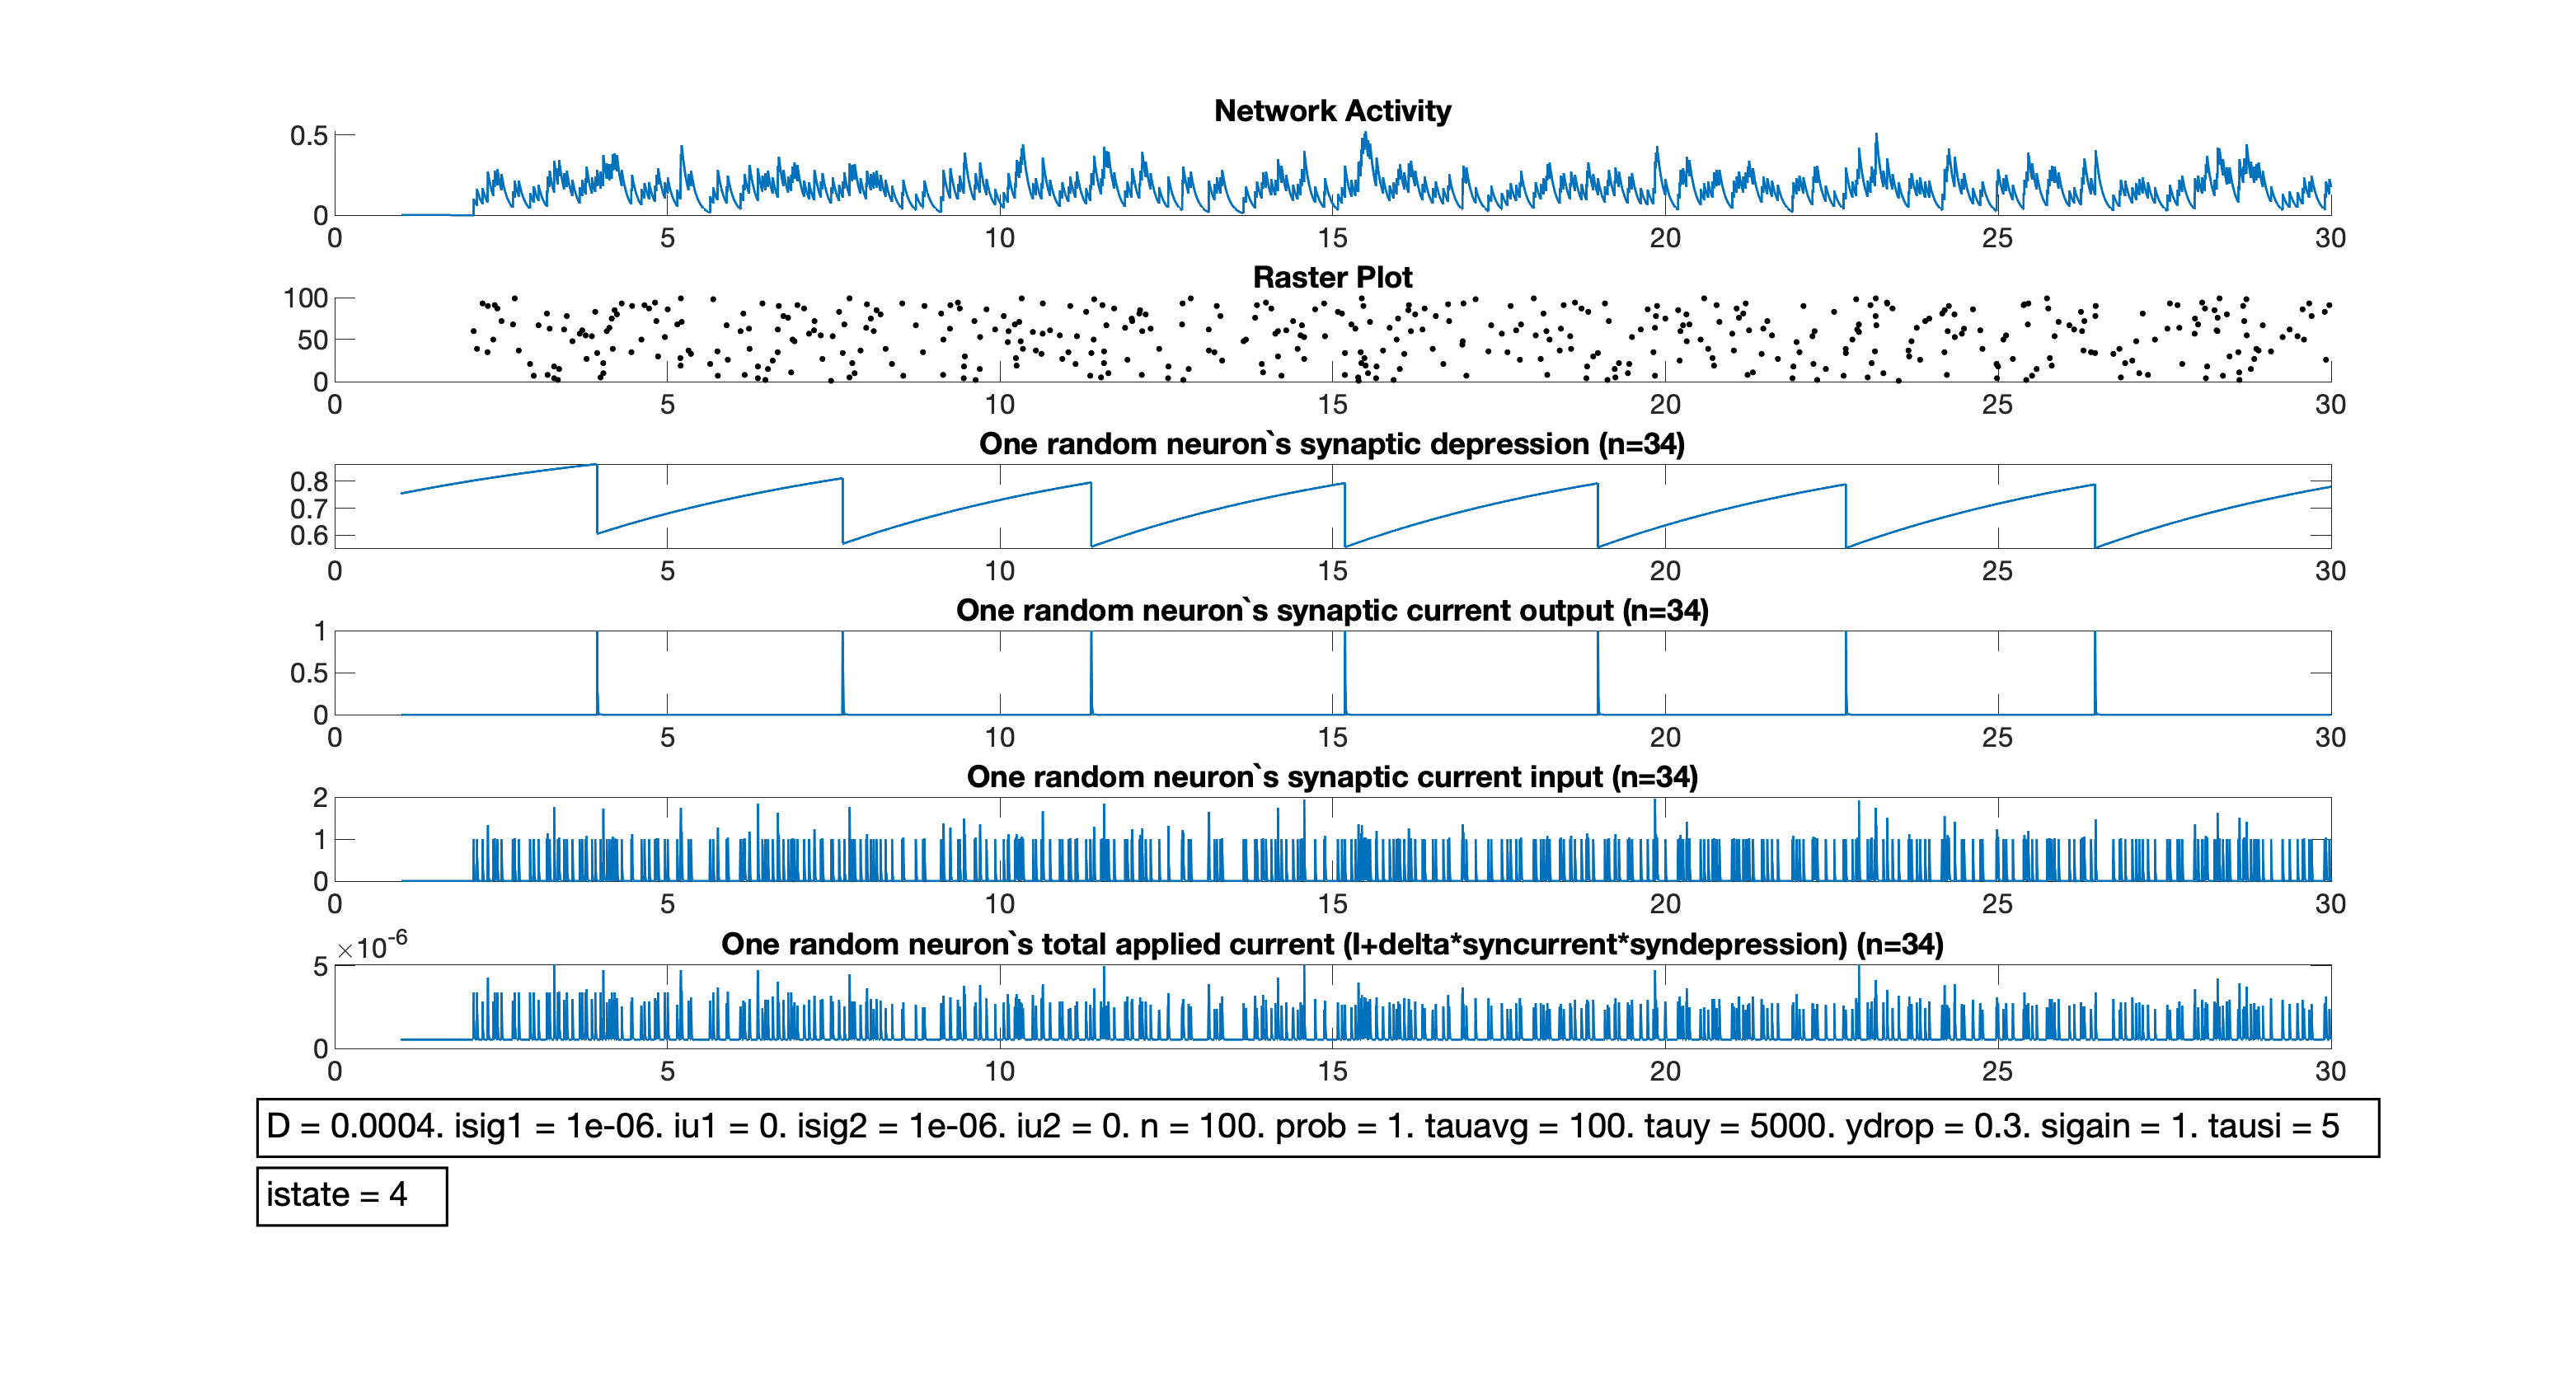 Network Activity
0.5
0
0 5 10 15 20 25 30
Raster Plot
100
50
0
0 5 10 15 20 25 30
One random neuron`s synaptic depression (n=34)
0.8
0.7
0.6
0 5 10 15 20 25 30
One random neuron`s synaptic current output (n=34)
1
0.5
0
0 5 10 15 20 25 30
One random neuron`s synaptic current input (n=34)
2
1
0
0 5 10 15 20 25 30
×10-6
One random neuron`s total applied current (I+delta*syncurrent*syndepression) (n=34)
5
0
0 5 10 15 20 25 30
D = 0.0004. isig1 = 1e-06. iu1 = 0. isig2 = 1e-06. iu2 = 0. n = 100. prob = 1. tauavg = 100. tauy = 5000. ydrop = 0.3. sigain = 1. tausi = 5
istate = 4